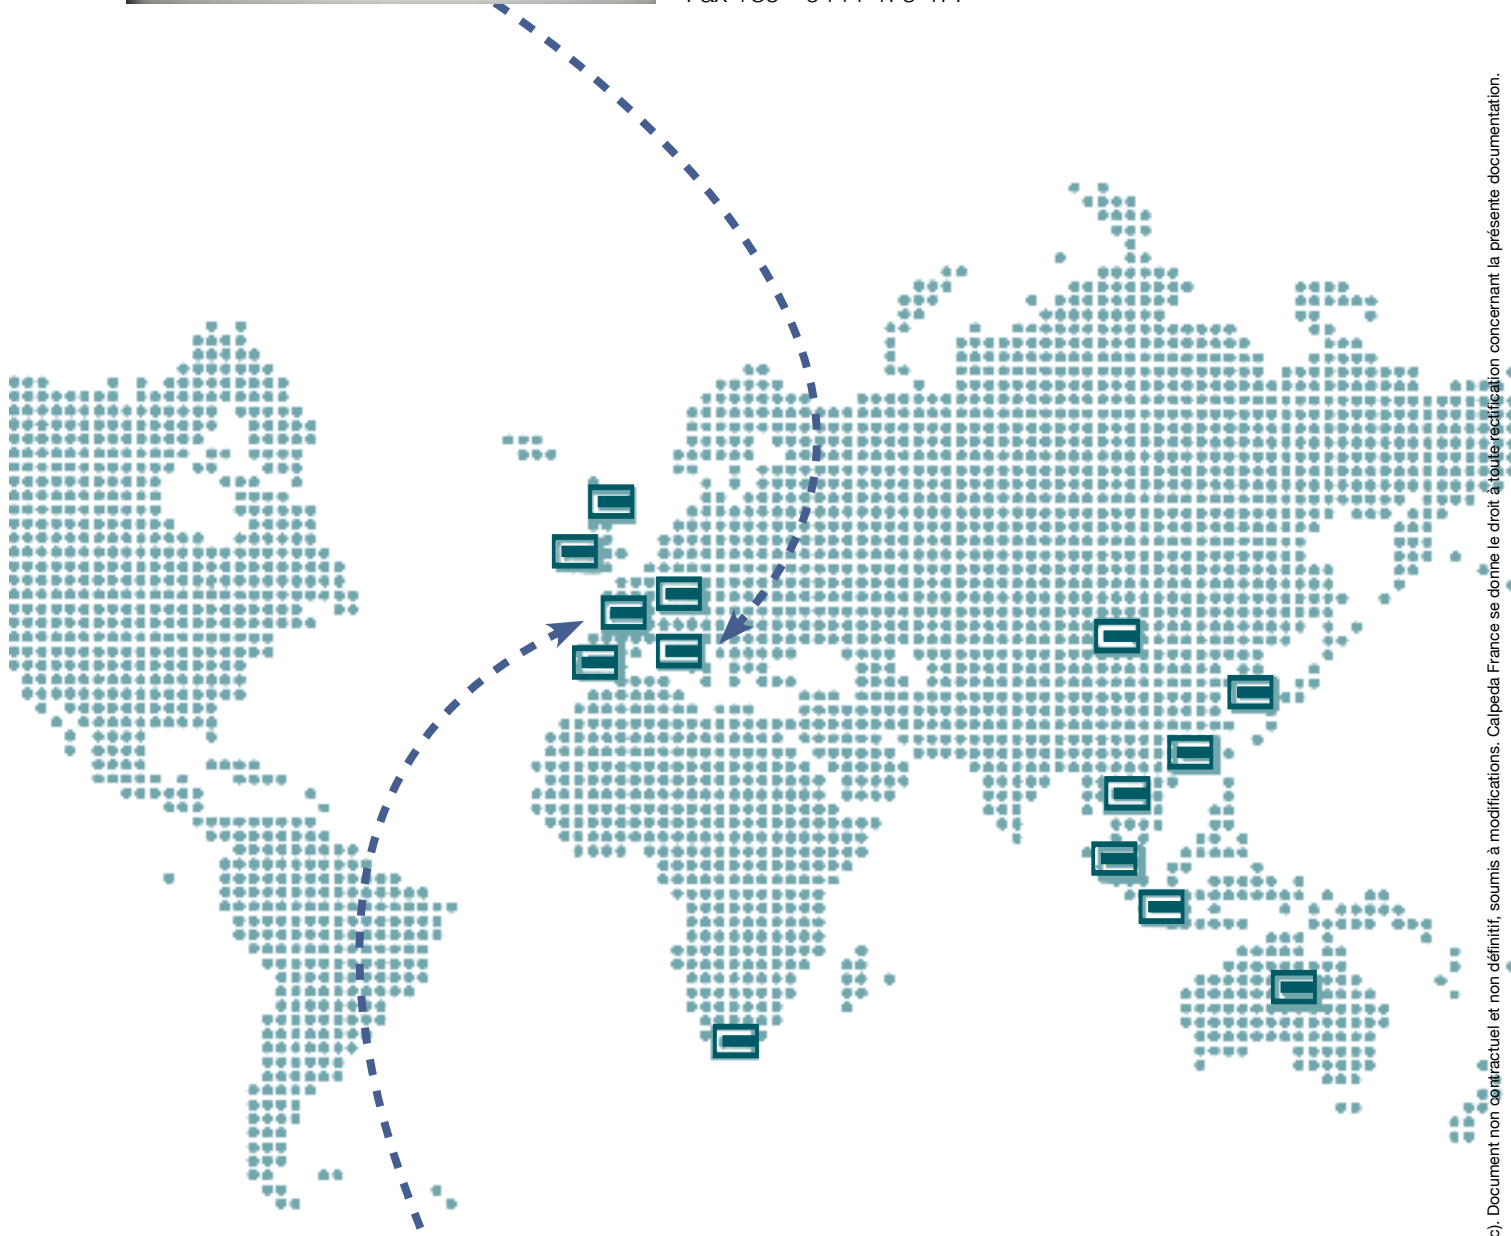 c). Document non contractuel et non définitif, soumis à modifications. Calpeda France se donne le droit à toute rectification concernant la présente documentation.